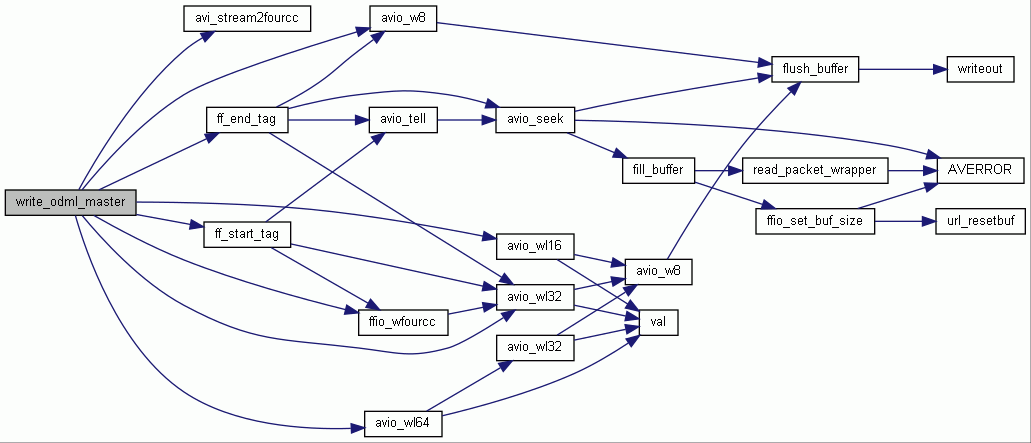 avi_stream2fourcc
avio_w8
flush_buffer
writeout
ff_end_tag
avio_tell
avio_seek
fill_buffer
read_packet_wrapper
AVERROR
write_odml_master
ffio_set_buf_size
url_resetbuf
ff_start_tag
avio_wl16
avio_w8
avio_wl32
ffio_wfourcc
val
avio_wl32
avio_wl64